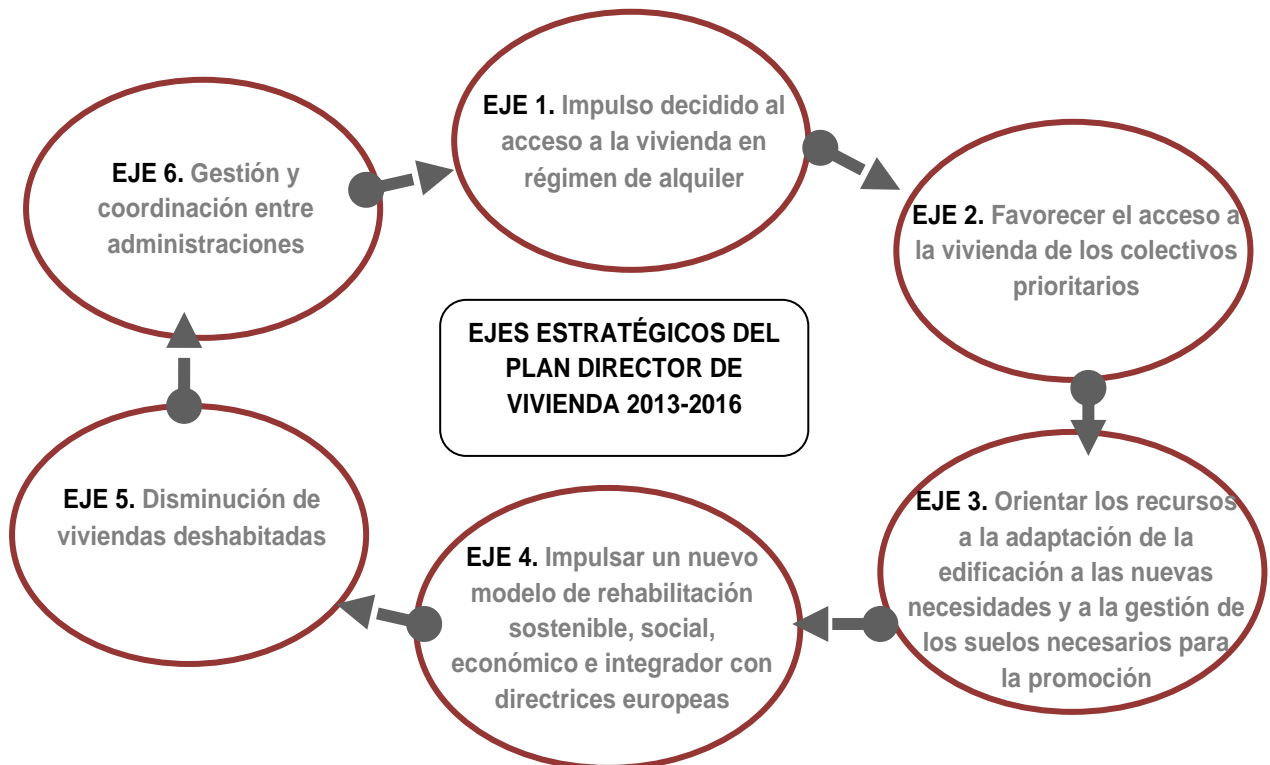 EJE 1. Impulso decidido al
acceso a la vivienda en
régimen de alquiler
EJE 2. Favorecer el acceso a
la vivienda de los colectivos
prioritarios
EJE 3. Orientar los recursos
a la adaptación de la
edificación a las nuevas
necesidades y a la gestión de
los suelos necesarios para
la promoción
EJE 4. Impulsar un nuevo
modelo de rehabilitación
sostenible, social,
económico e integrador con
directrices europeas
EJE 5. Disminución de
viviendas deshabitadas
EJE 6. Gestión y
coordinación entre
administraciones
EJES ESTRATÉGICOS DEL
PLAN DIRECTOR DE
VIVIENDA 2013-2016